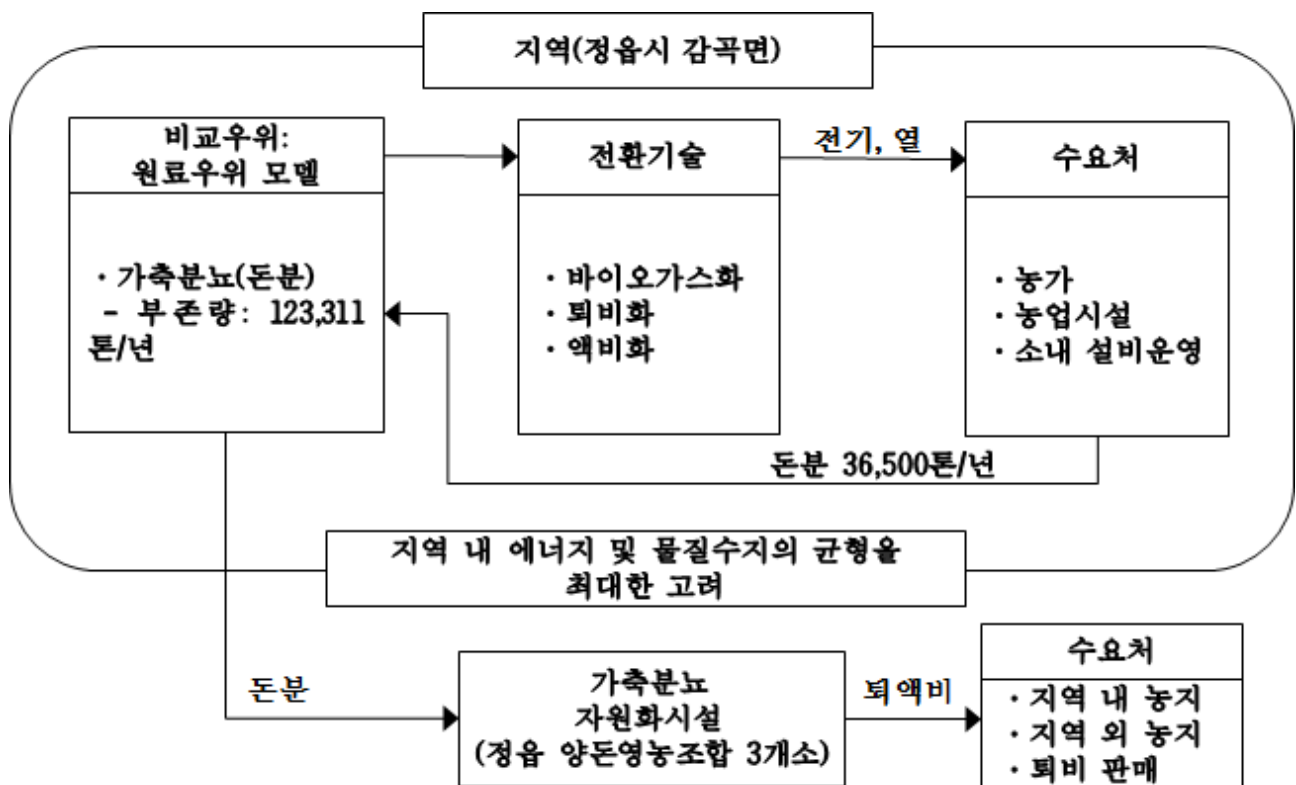 지역(정읍시 감곡면)
비교우위:
원료우위 모델
· 가축분뇨(돈분)
- 부존량: 123,311
톤/년
전환기술
· 바이오가스화
· 퇴비화
· 액비화
전기, 열
수요처
· 농가
· 농업시설
· 소내 설비운영
돈분 36,500톤/년
지역 내 에너지 및 물질수지의 균형을
최대한 고려
돈분
가축분뇨
자원화시설
(정읍 양돈영농조합 3개소)
퇴액비
수요처
· 지역 내 농지
· 지역 외 농지
· 퇴비 판매